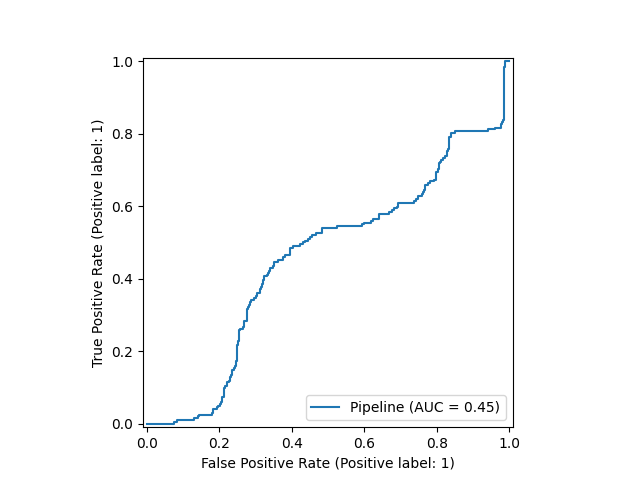 1.0
0.8
0.6
0.4
0.2
0.0
True Positive Rate (Positive label: 1)
Pipeline (AUC = 0.45)
0.0 0.2 0.4 0.6 0.8 1.0
False Positive Rate (Positive label: 1)